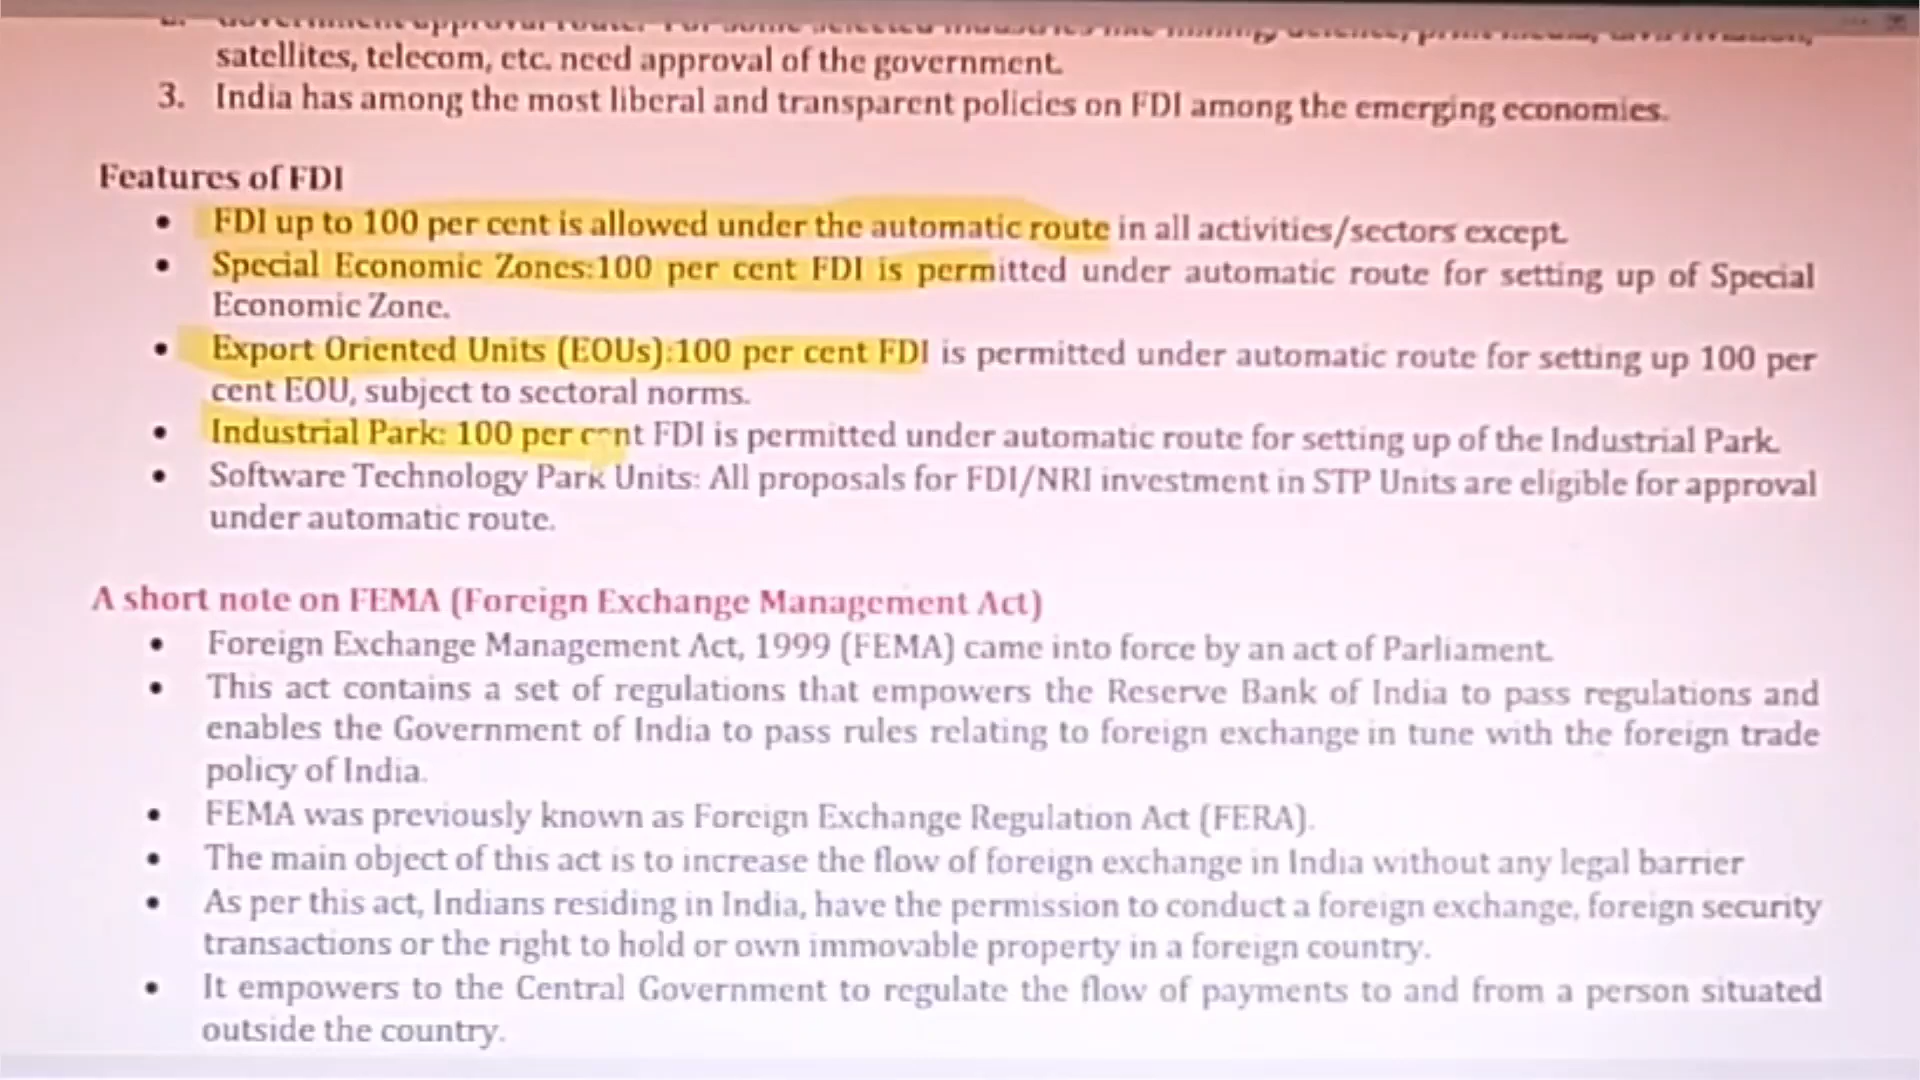 2. Government approval route: For some selected industries like mining, defence, print media,
satellites, telecom, etc. need approval of the government.
3. India has among the most liberal and transparent policies on FDI among the emerging economies.
Features of FDI
• FDI up to 100 per cent is allowed under the automatic route in all activities/sectors except.
• Special Economic Zones:100 per cent FDI is permitted under automatic route for setting up of Special
Economic Zone.
• Export Oriented Units (EOUs):100 per cent FDI is permitted under automatic route for setting up 100 per
cent EOU, subject to sectoral norms.
• Industrial Park: 100 per cent FDI is permitted under automatic route for setting up of the Industrial Park.
• Software Technology Park Units: All proposals for FDI/NRI investment in STP Units are eligible for approval
under automatic route.
A short note on FEMA (Foreign Exchange Management Act)
• Foreign Exchange Management Act, 1999 (FEMA) came into force by an act of Parliament.
• This act contains a set of regulations that empowers the Reserve Bank of India to pass regulations and
enables the Government of India to pass rules relating to foreign exchange in tune with the foreign trade
policy of India.
• FEMA was previously known as Foreign Exchange Regulation Act (FERA).
• The main object of this act is to increase the flow of foreign exchange in India without any legal barrier
• As per this act, Indians residing in India, have the permission to conduct a foreign exchange, foreign security
transactions or the right to hold or own immovable property in a foreign country.
• It empowers to the Central Government to regulate the flow of payments to and from a person situated
outside the country.